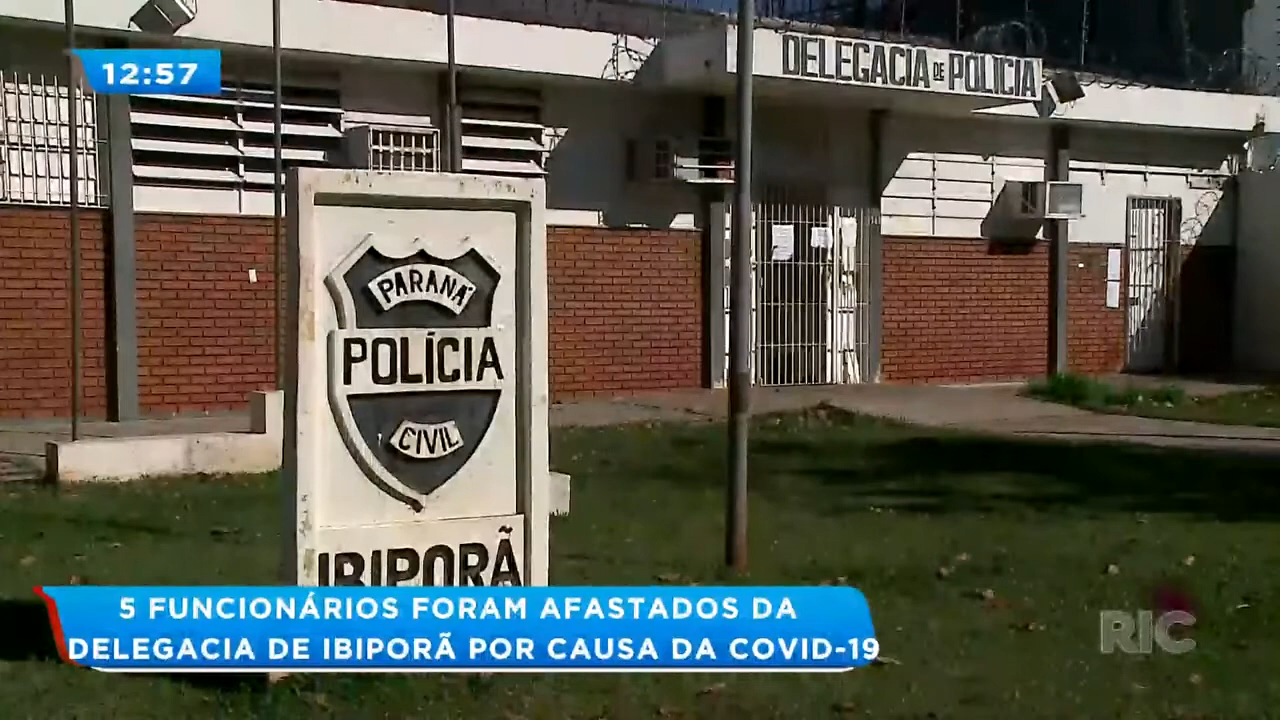 12:57
DELEGACIA DE POLÍCIA
PARANÁ
POLÍCIA
CIVIL
IBIPORÃ
5 FUNCIONÁRIOS FORAM AFASTADOS DA
DELEGACIA DE IBIPORÃ POR CAUSA DA COVID-19
RIC